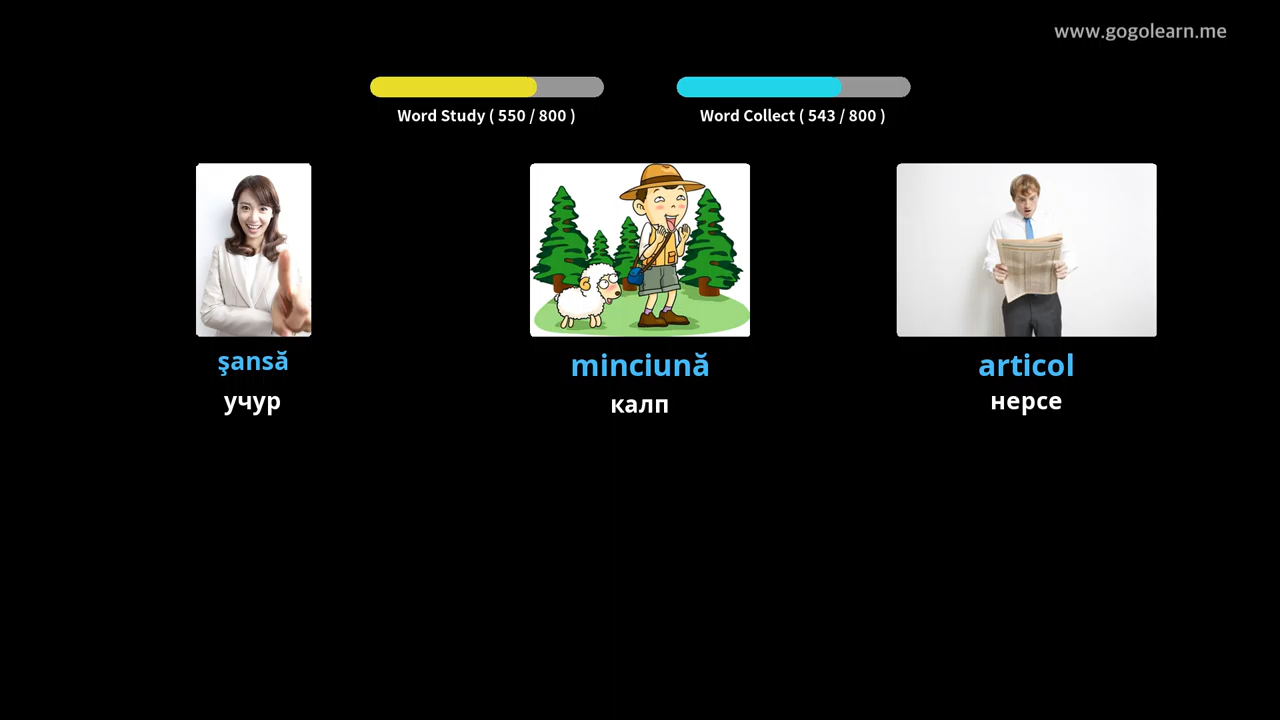 www.gogolearn.me
Word Study ( 550 / 800 )
Word Collect ( 543 / 800 )
şansă
учур
minciună
калп
articol
нерсе